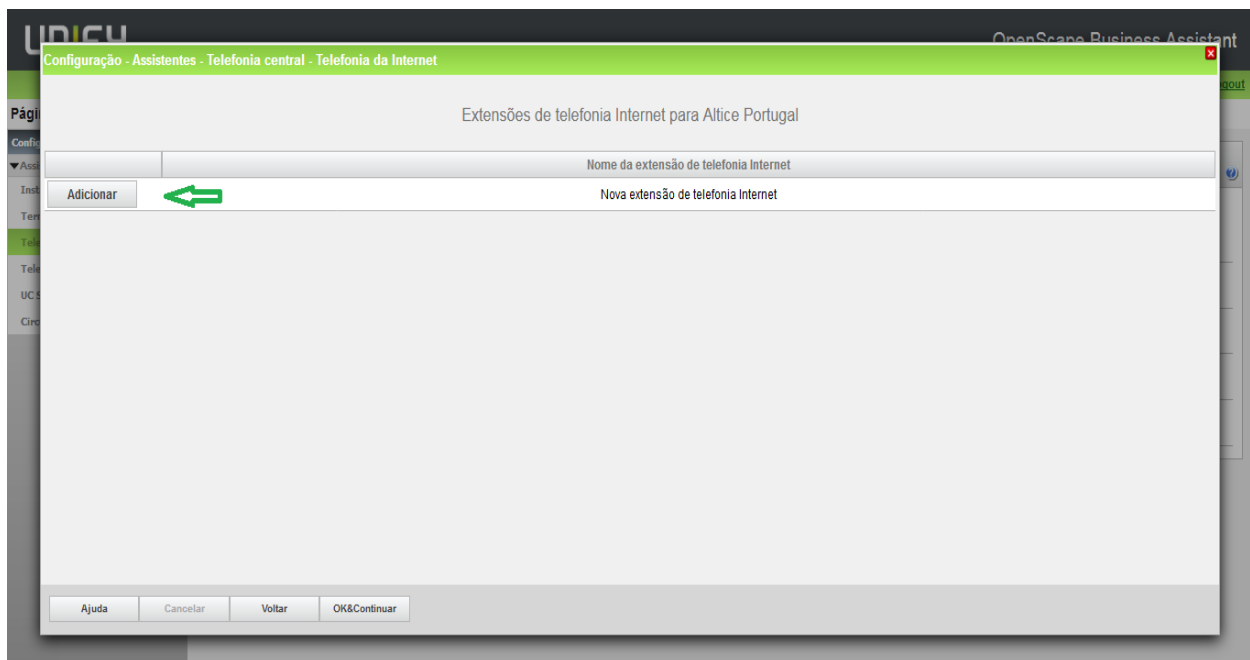 UNIFY
OpenScape Business Assistant
Configuração - Assistentes - Telefonia central - Telefonia da Internet
x
Extensões de telefonia Internet para Altice Portugal
Nome da extensão de telefonia Internet
Adicionar
Nova extensão de telefonia Internet
Ajuda
Cancelar
Voltar
OK&Continuar